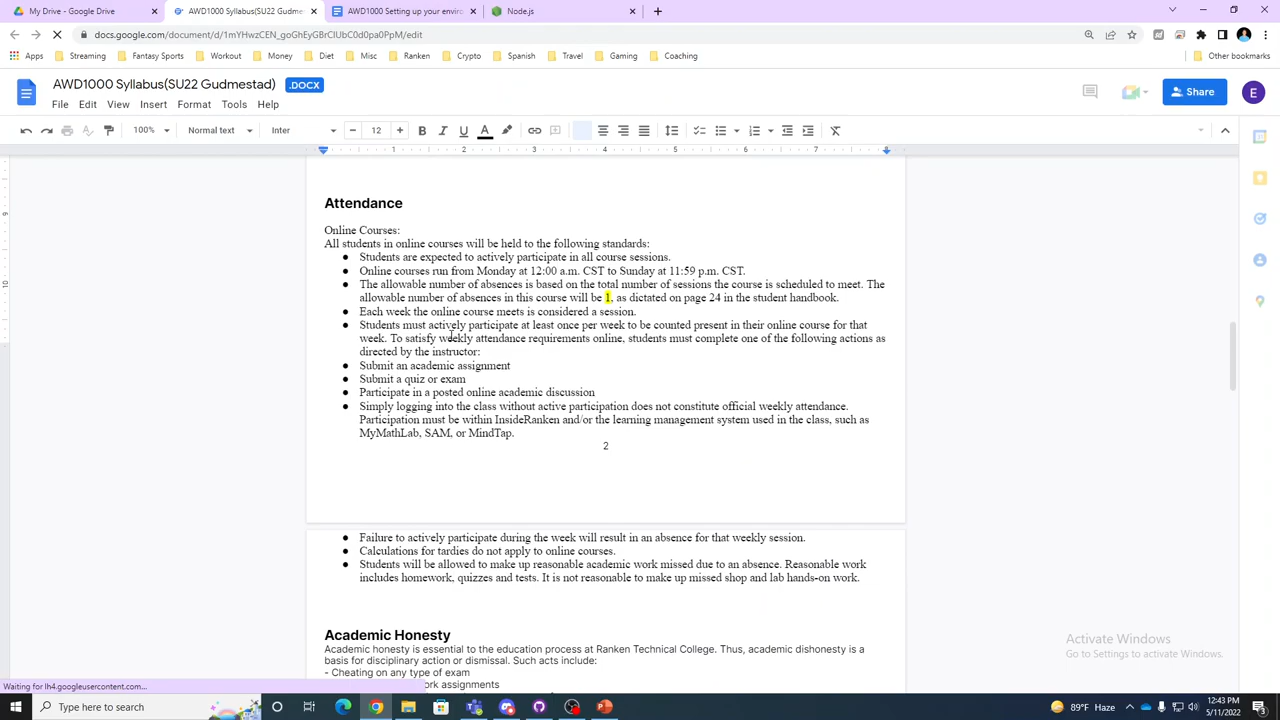 My Drive - Google Drive
AWD1000 Syllabus(SU22 Gudmes
AWD1000 Setting up your enviro
Node.js
docs.google.com/document/d/1mYHwzCEN_goGhEyGBrClUbC0d0pa0PpM/edit
Apps
Streaming
Fantasy Sports
Workout
Money
Diet
Misc
Ranken
Crypto
Spanish
Travel
Gaming
Coaching
Other bookmarks
AWD1000 Syllabus(SU22 Gudmestad)
.DOCX
Share
E
File Edit View Insert Format Tools Help
100%
Normal text
Inter
12
1 2 3 4 5 6 7 8
9
10
Attendance
Online Courses:
All students in online courses will be held to the following standards:
● Students are expected to actively participate in all course sessions.
● Online courses run from Monday at 12:00 a.m. CST to Sunday at 11:59 p.m. CST.
● The allowable number of absences is based on the total number of sessions the course is scheduled to meet. The
allowable number of absences in this course will be 1, as dictated on page 24 in the student handbook.
● Each week the online course meets is considered a session.
● Students must actively participate at least once per week to be counted present in their online course for that
week. To satisfy weekly attendance requirements online, students must complete one of the following actions as
directed by the instructor:
● Submit an academic assignment
● Submit a quiz or exam
● Participate in a posted online academic discussion
● Simply logging into the class without active participation does not constitute official weekly attendance.
Participation must be within InsideRanken and/or the learning management system used in the class, such as
MyMathLab, SAM, or MindTap.
2
● Failure to actively participate during the week will result in an absence for that weekly session.
● Calculations for tardies do not apply to online courses.
● Students will be allowed to make up reasonable academic work missed due to an absence. Reasonable work
includes homework, quizzes and tests. It is not reasonable to make up missed shop and lab hands-on work.
Academic Honesty
Academic honesty is essential to the education process at Ranken Technical College. Thus, academic dishonesty is a
basis for disciplinary action or dismissal. Such acts include:
- Cheating on any type of exam
rk assignments
Activate Windows
Go to Settings to activate Windows.
Waiting for lh4.googleusercontent.com...
Type here to search
89°F Haze
12:43 PM
5/11/2022